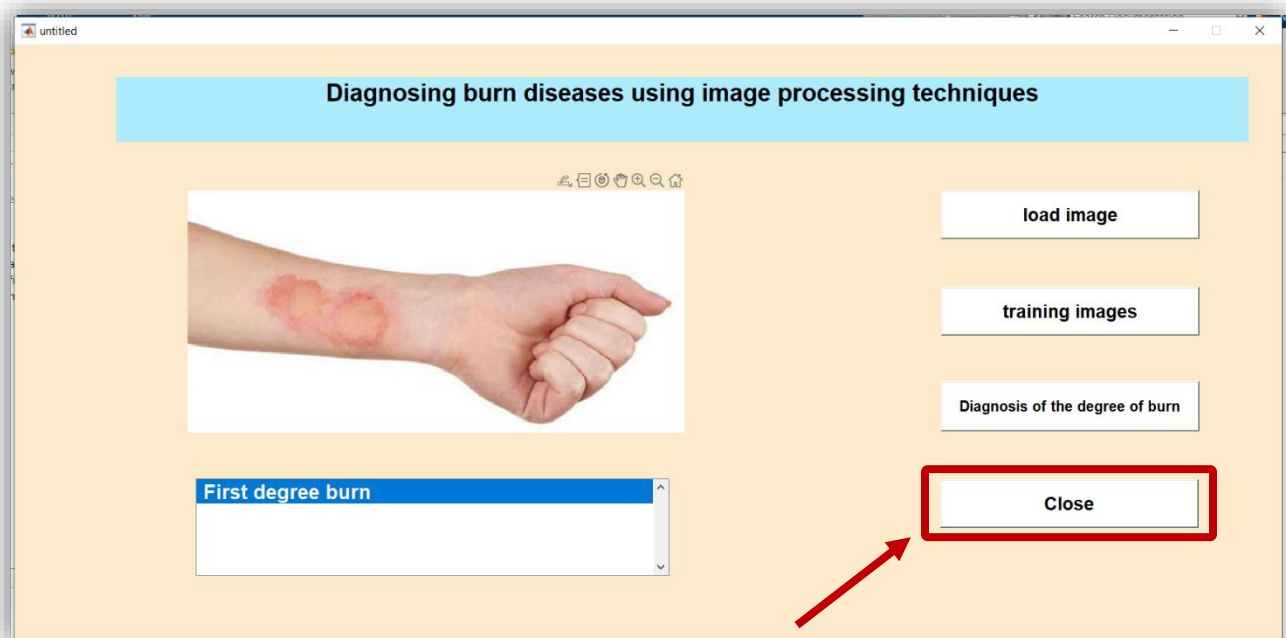 untitled
Diagnosing burn diseases using image processing techniques
load image
training images
Diagnosis of the degree of burn
First degree burn
Close